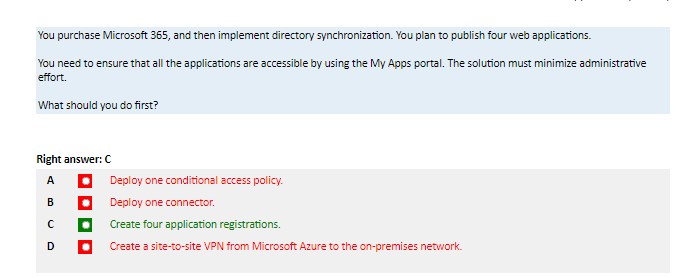 You purchase Microsoft 365, and then implement directory synchronization. You plan to publish four web applications.
You need to ensure that all the applications are accessible by using the My Apps portal. The solution must minimize administrative
effort.
What should you do first?
Right answer: C
A Deploy one conditional access policy.
B Deploy one connector.
C Create four application registrations.
D Create a site-to-site VPN from Microsoft Azure to the on-premises network.